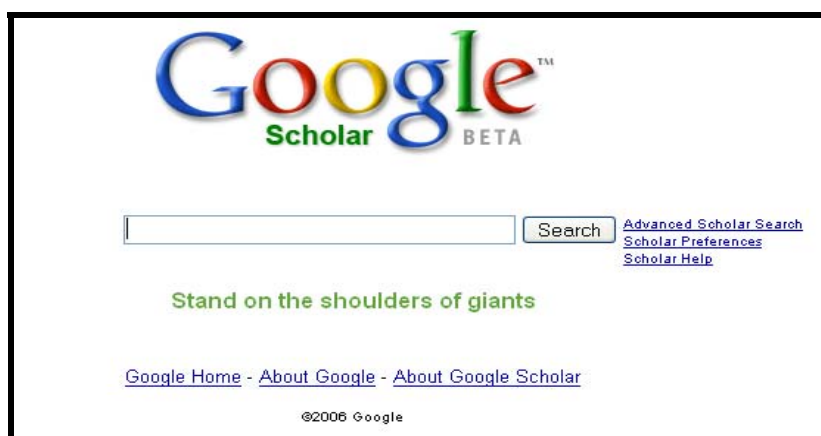 Google™
Scholar BETA
Search
Advanced Scholar Search
Scholar Preferences
Scholar Help
Stand on the shoulders of giants
Google Home - About Google - About Google Scholar
©2006 Google